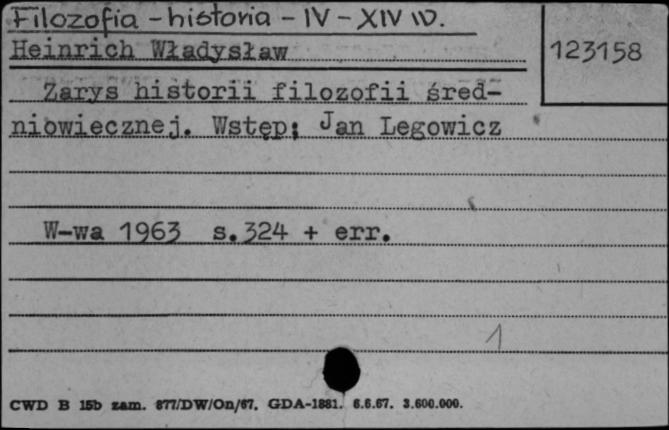 Filozofia - historia - IV - XIV w.
Heinrich Władysław
123158
Zarys historii filozofii śred-
niowiecznej. Wstęp: Jan Legowicz
W-wa 1963 s.324 + err.
1
CWD B 15b zam. 877/DW/On/67. GDA-1881. 6.6.67. 3.600.000.